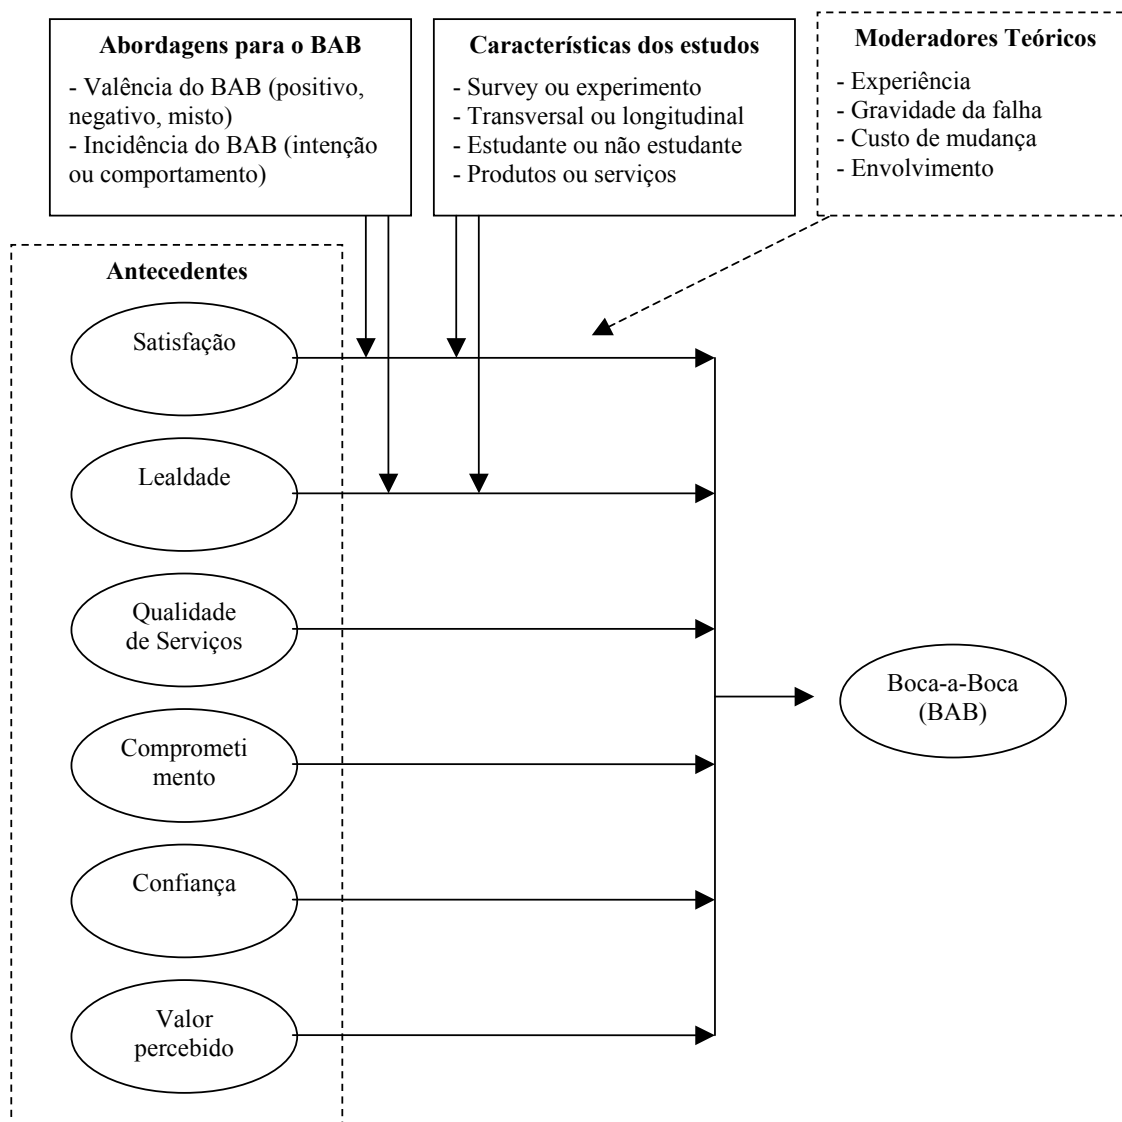 Abordagens para o BAB
- Valência do BAB (positivo,
negativo, misto)
- Incidência do BAB (intenção
ou comportamento)
Características dos estudos
- Survey ou experimento
- Transversal ou longitudinal
- Estudante ou não estudante
- Produtos ou serviços
Moderadores Teóricos
- Experiência
- Gravidade da falha
- Custo de mudança
- Envolvimento
Antecedentes
Satisfação
Lealdade
Qualidade
de Serviços
Comprometi
mento
Confiança
Valor
percebido
Boca-a-Boca
(BAB)